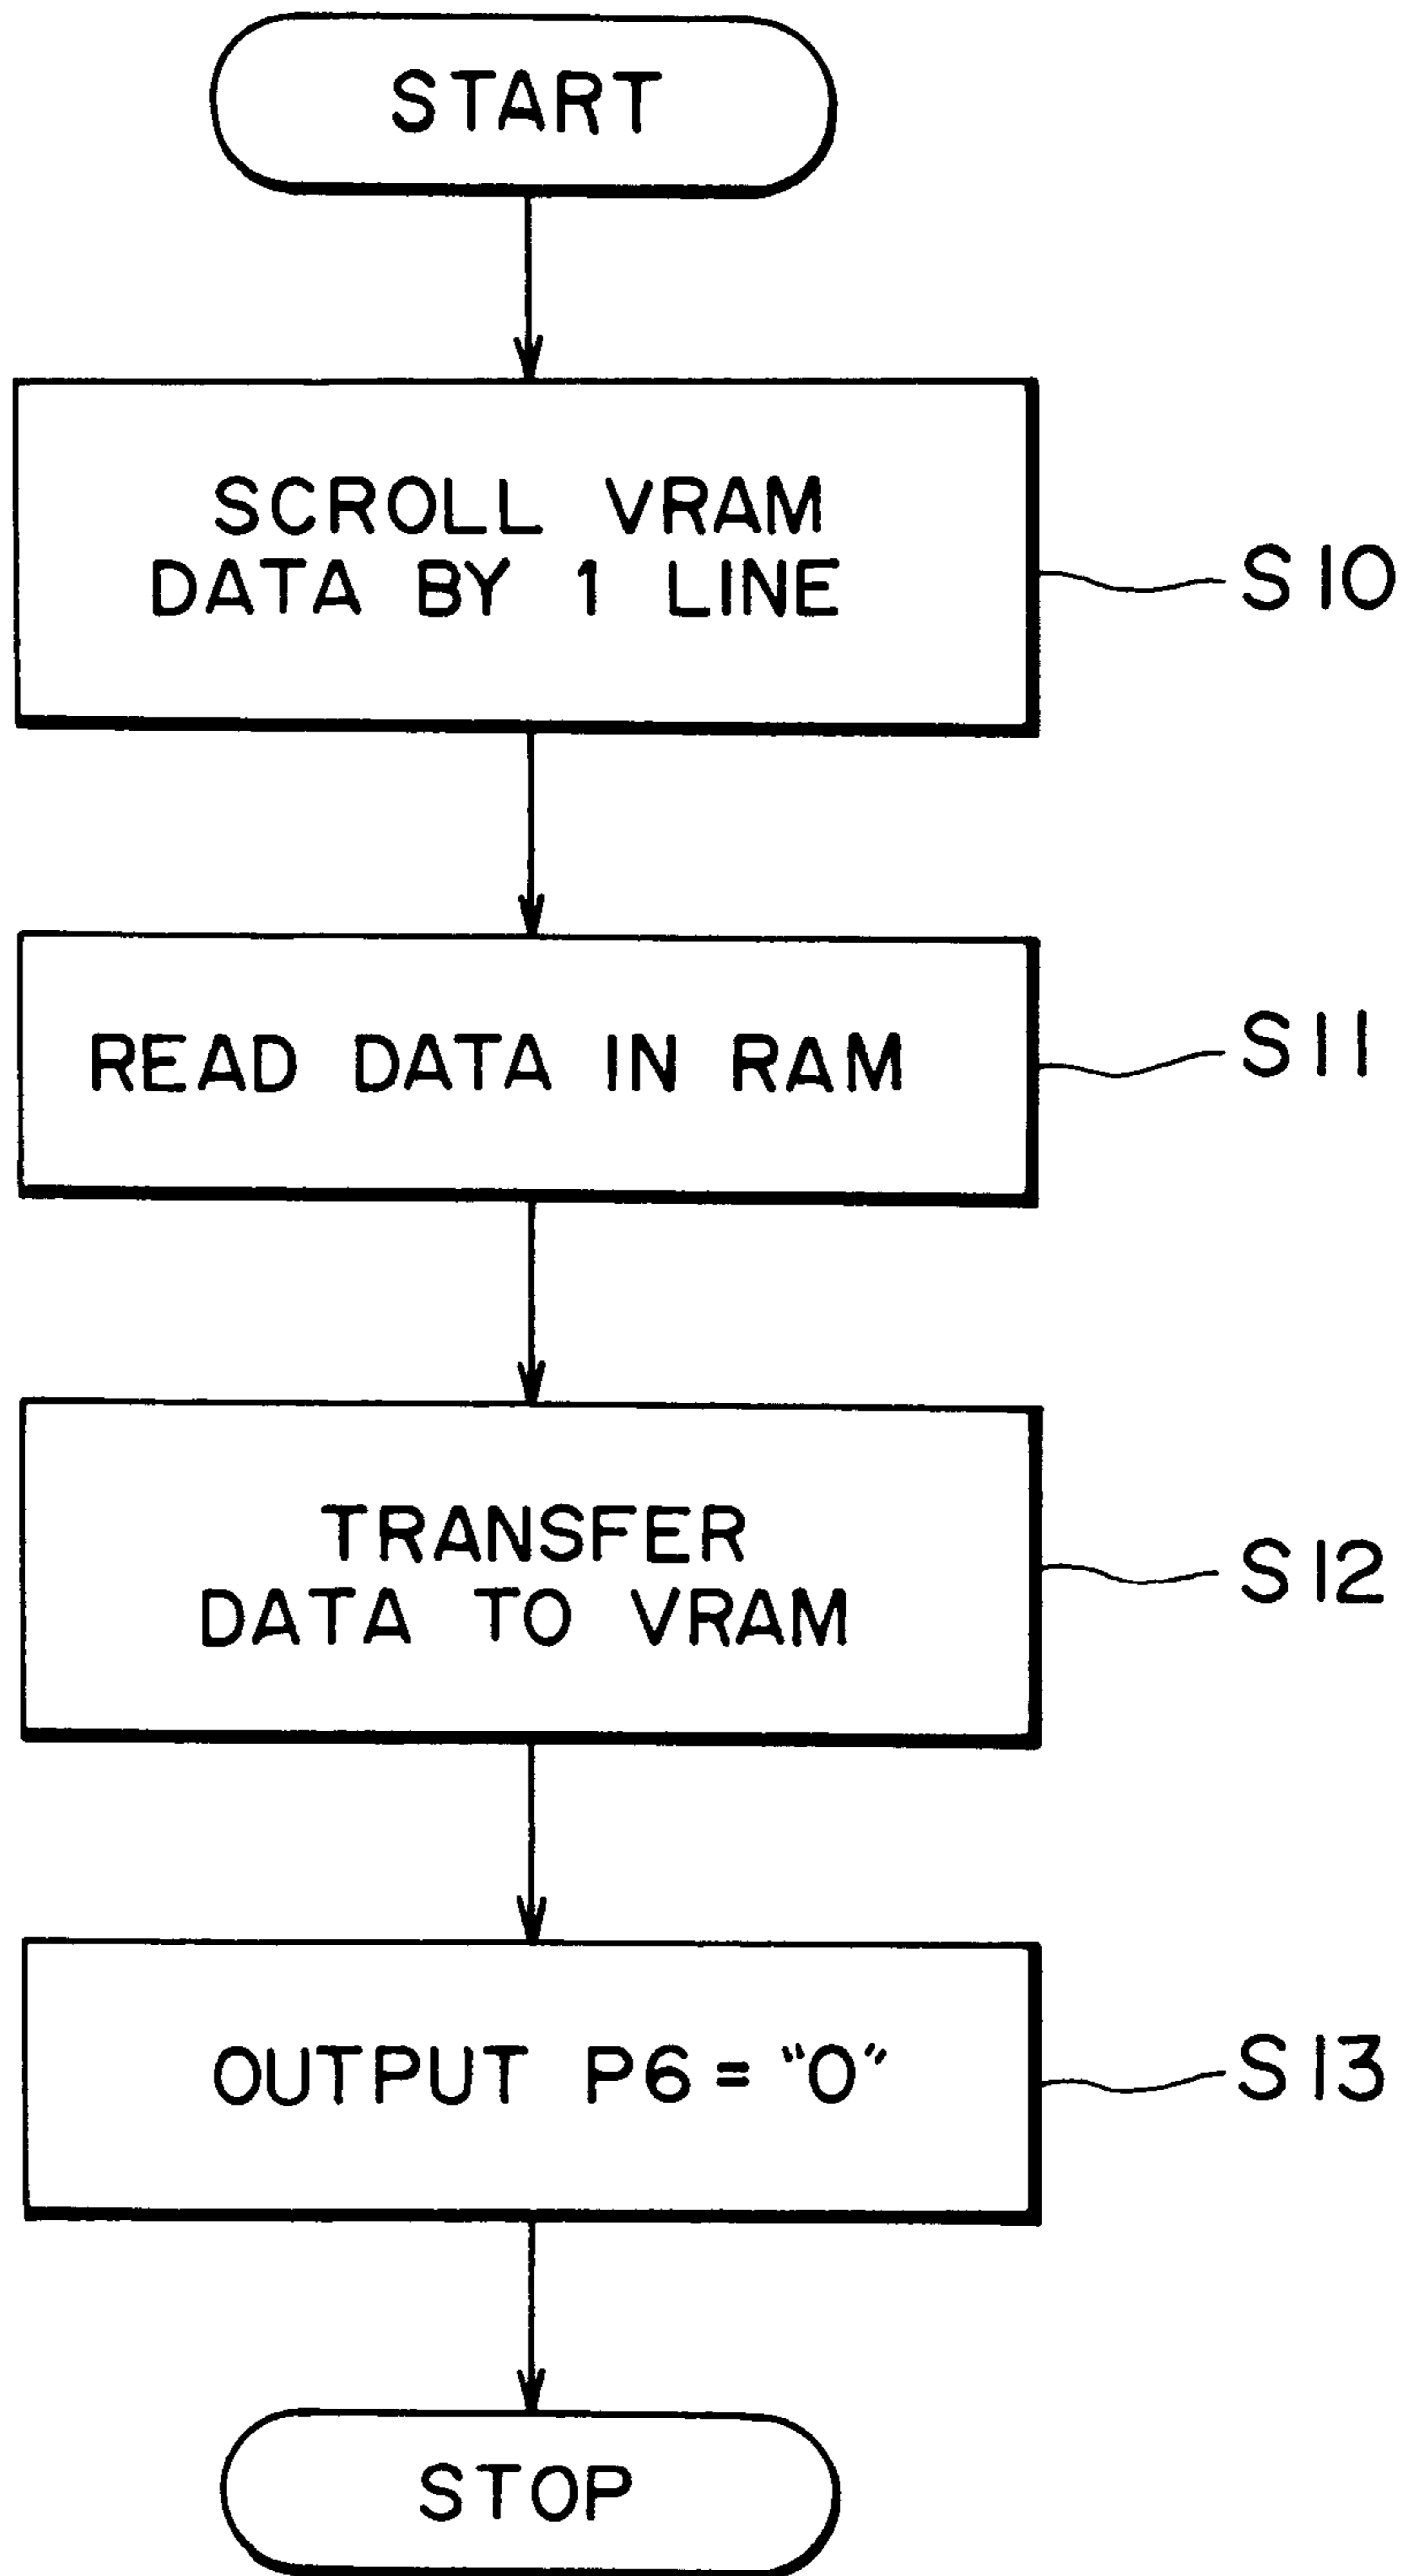 START
SCROLL VRAM
DATA BY 1 LINE
S10
READ DATA IN RAM
S11
TRANSFER
DATA TO VRAM
S12
OUTPUT P6 = "0"
S13
STOP